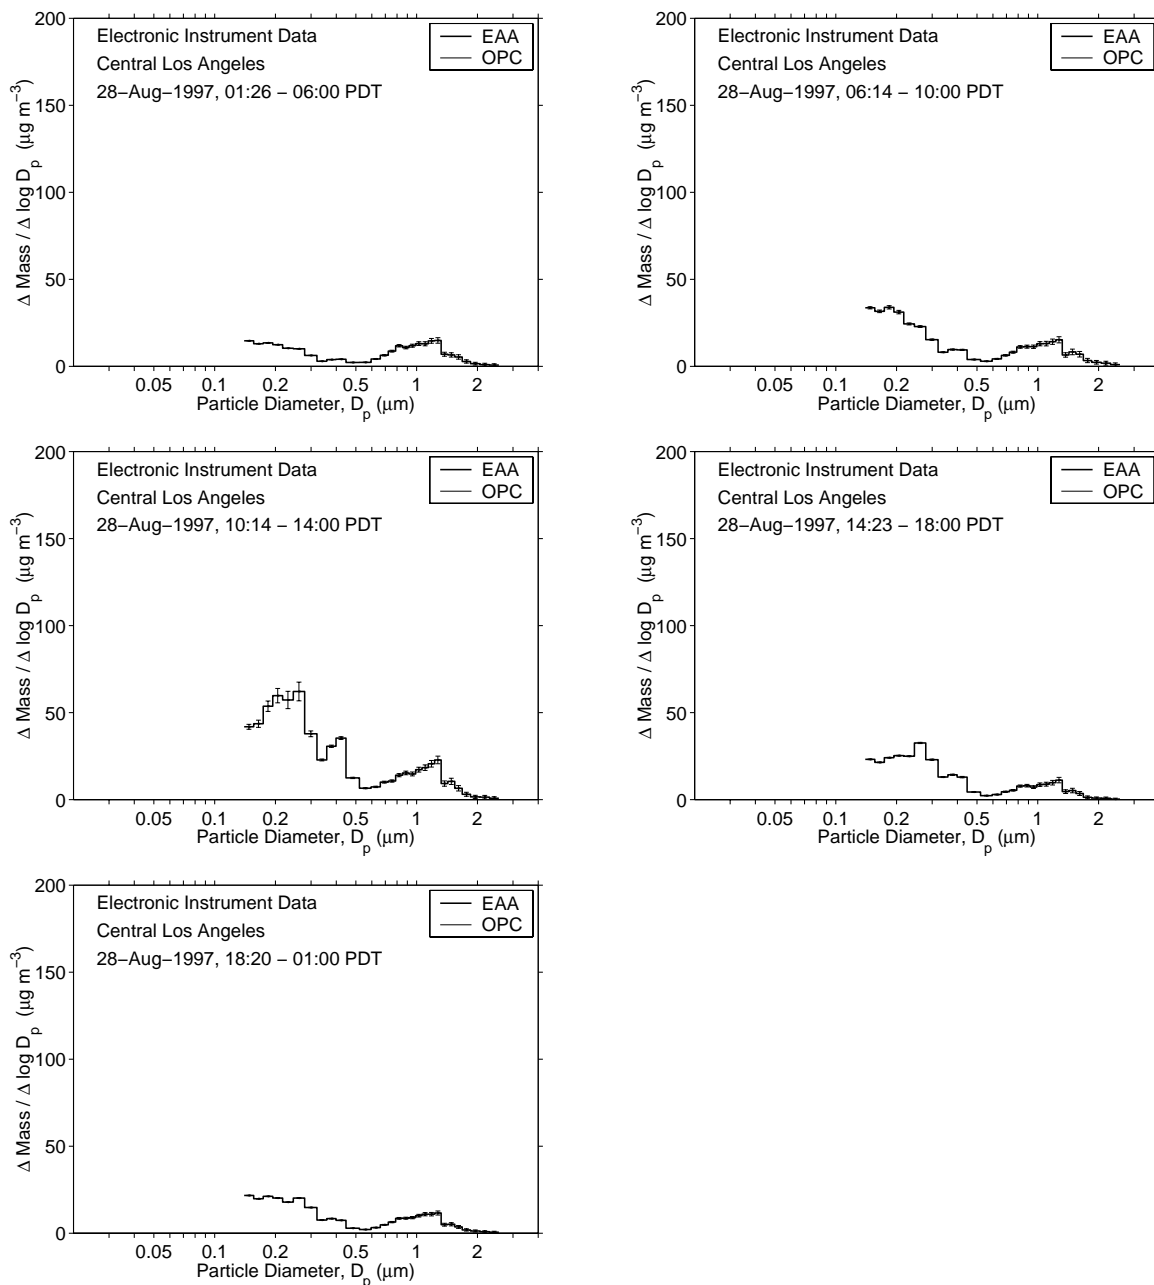 200
150
100
50
0
Δ Mass / Δ log D_p (μg m⁻³)
Electronic Instrument Data
Central Los Angeles
28−Aug−1997, 01:26 − 06:00 PDT
EAA
OPC
0.05 0.1 0.2 0.5 1 2
Particle Diameter, D_p (μm)
200
150
100
50
0
Δ Mass / Δ log D_p (μg m⁻³)
Electronic Instrument Data
Central Los Angeles
28−Aug−1997, 06:14 − 10:00 PDT
EAA
OPC
0.05 0.1 0.2 0.5 1 2
Particle Diameter, D_p (μm)
200
150
100
50
0
Δ Mass / Δ log D_p (μg m⁻³)
Electronic Instrument Data
Central Los Angeles
28−Aug−1997, 10:14 − 14:00 PDT
EAA
OPC
0.05 0.1 0.2 0.5 1 2
Particle Diameter, D_p (μm)
200
150
100
50
0
Δ Mass / Δ log D_p (μg m⁻³)
Electronic Instrument Data
Central Los Angeles
28−Aug−1997, 14:23 − 18:00 PDT
EAA
OPC
0.05 0.1 0.2 0.5 1 2
Particle Diameter, D_p (μm)
200
150
100
50
0
Δ Mass / Δ log D_p (μg m⁻³)
Electronic Instrument Data
Central Los Angeles
28−Aug−1997, 18:20 − 01:00 PDT
EAA
OPC
0.05 0.1 0.2 0.5 1 2
Particle Diameter, D_p (μm)